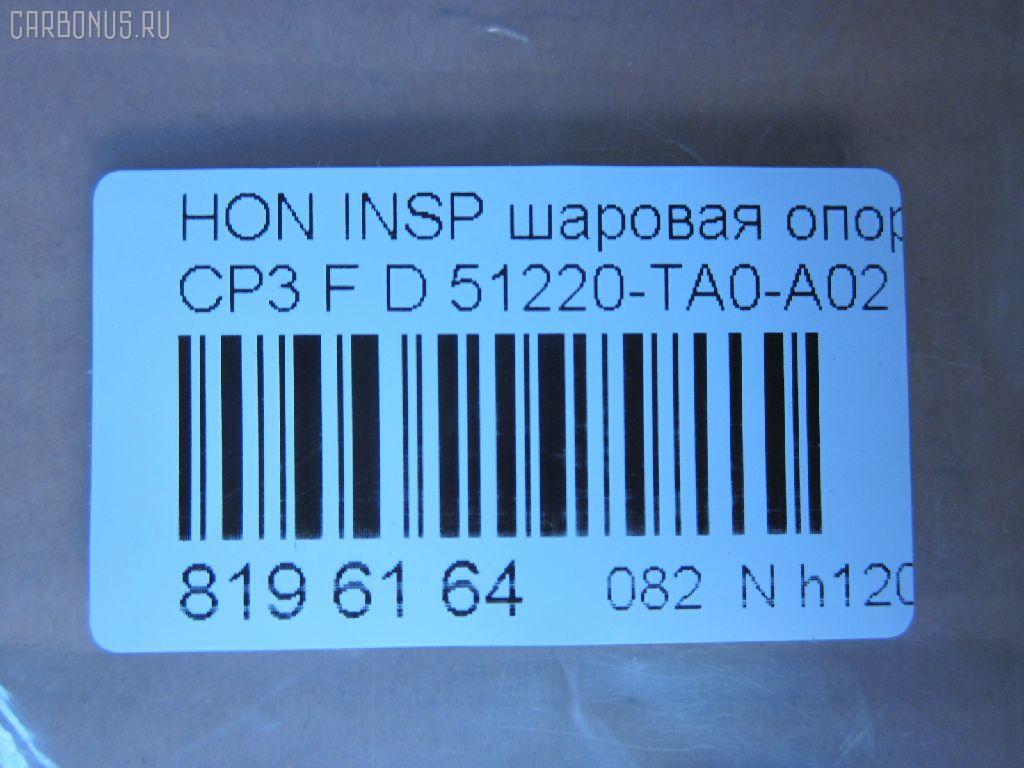 CARBONUS.RU
HON INSP шаровая опор
CP3 F D 51220-TA0-A02
819 61 64 082 N h120